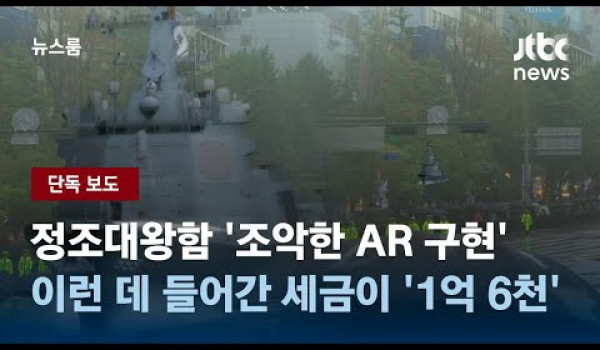 뉴스룸
jtbc
news
단독 보도
정조대왕함 '조악한 AR 구현'
이런 데 들어간 세금이 '1억 6천'